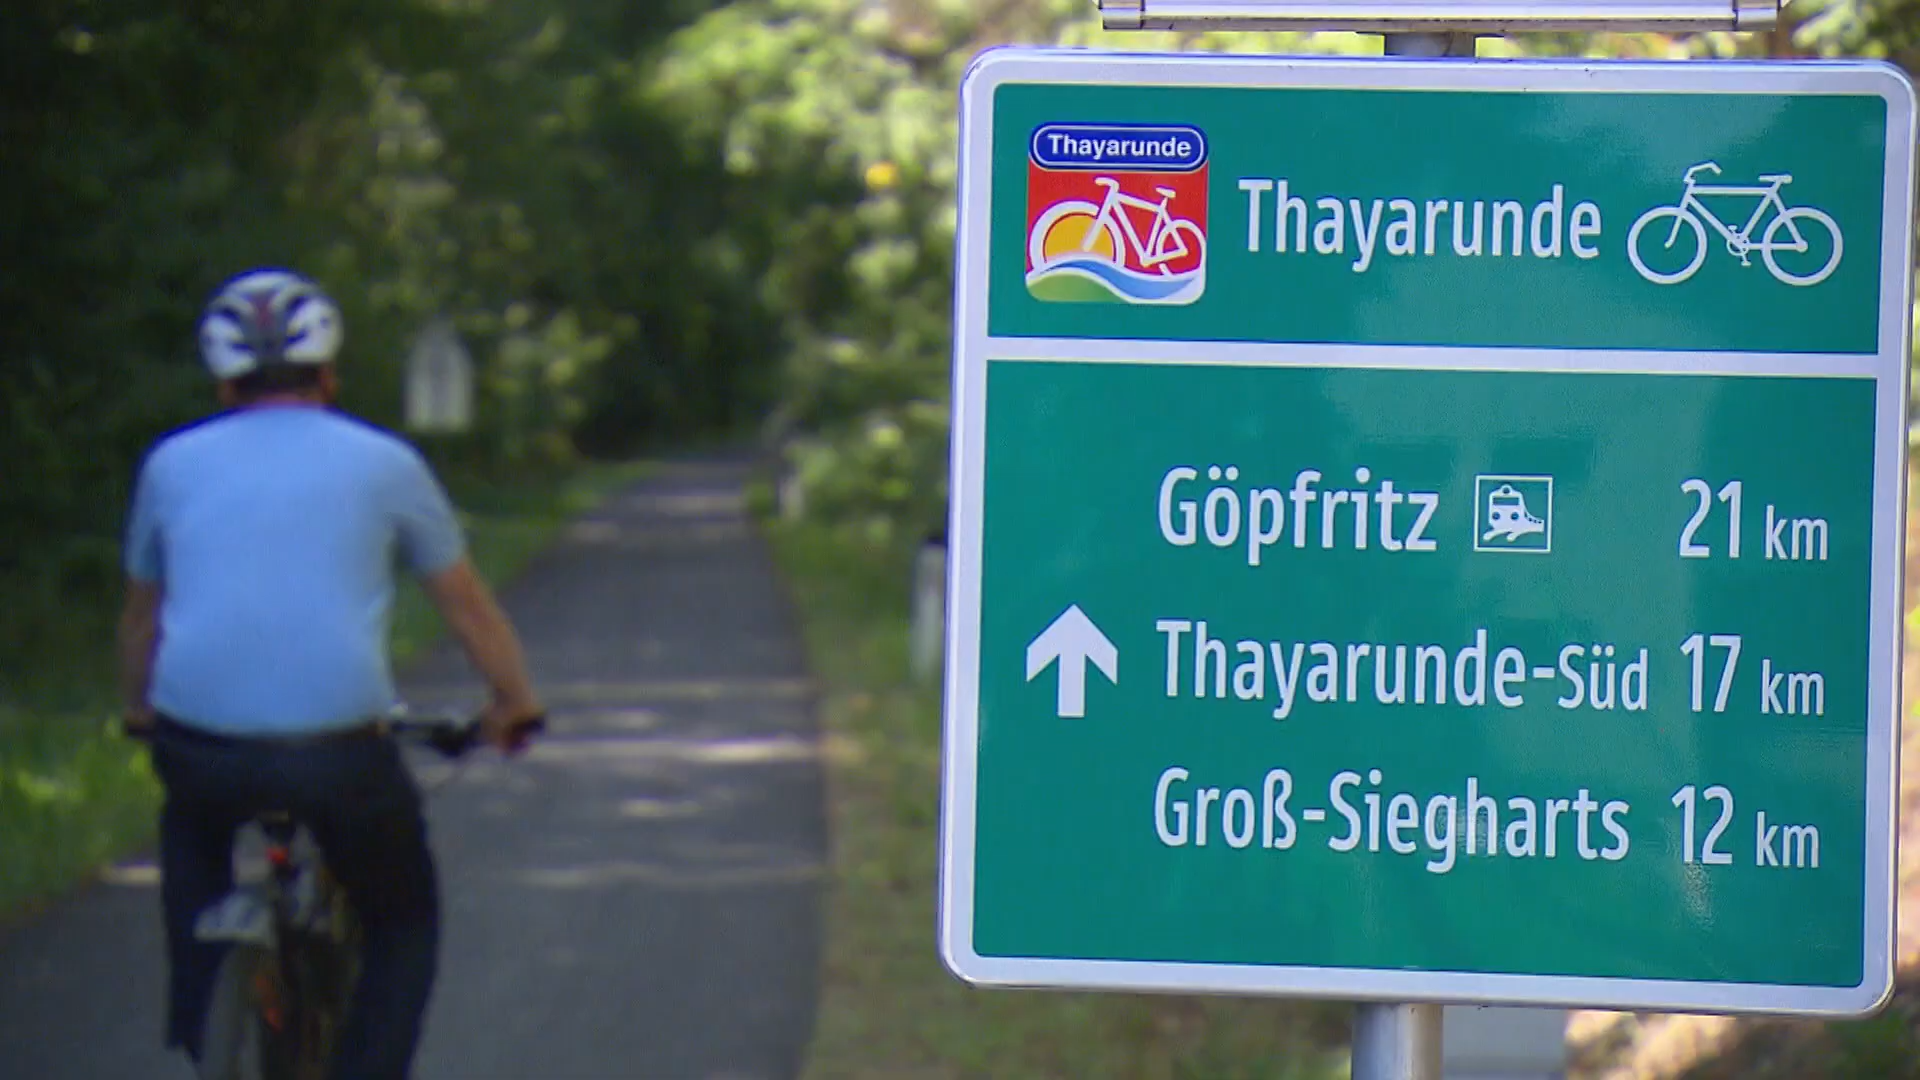 Thayarunde
Thayarunde
Göpfritz 21 km
Thayarunde-Süd 17 km
Groß-Siegharts 12 km